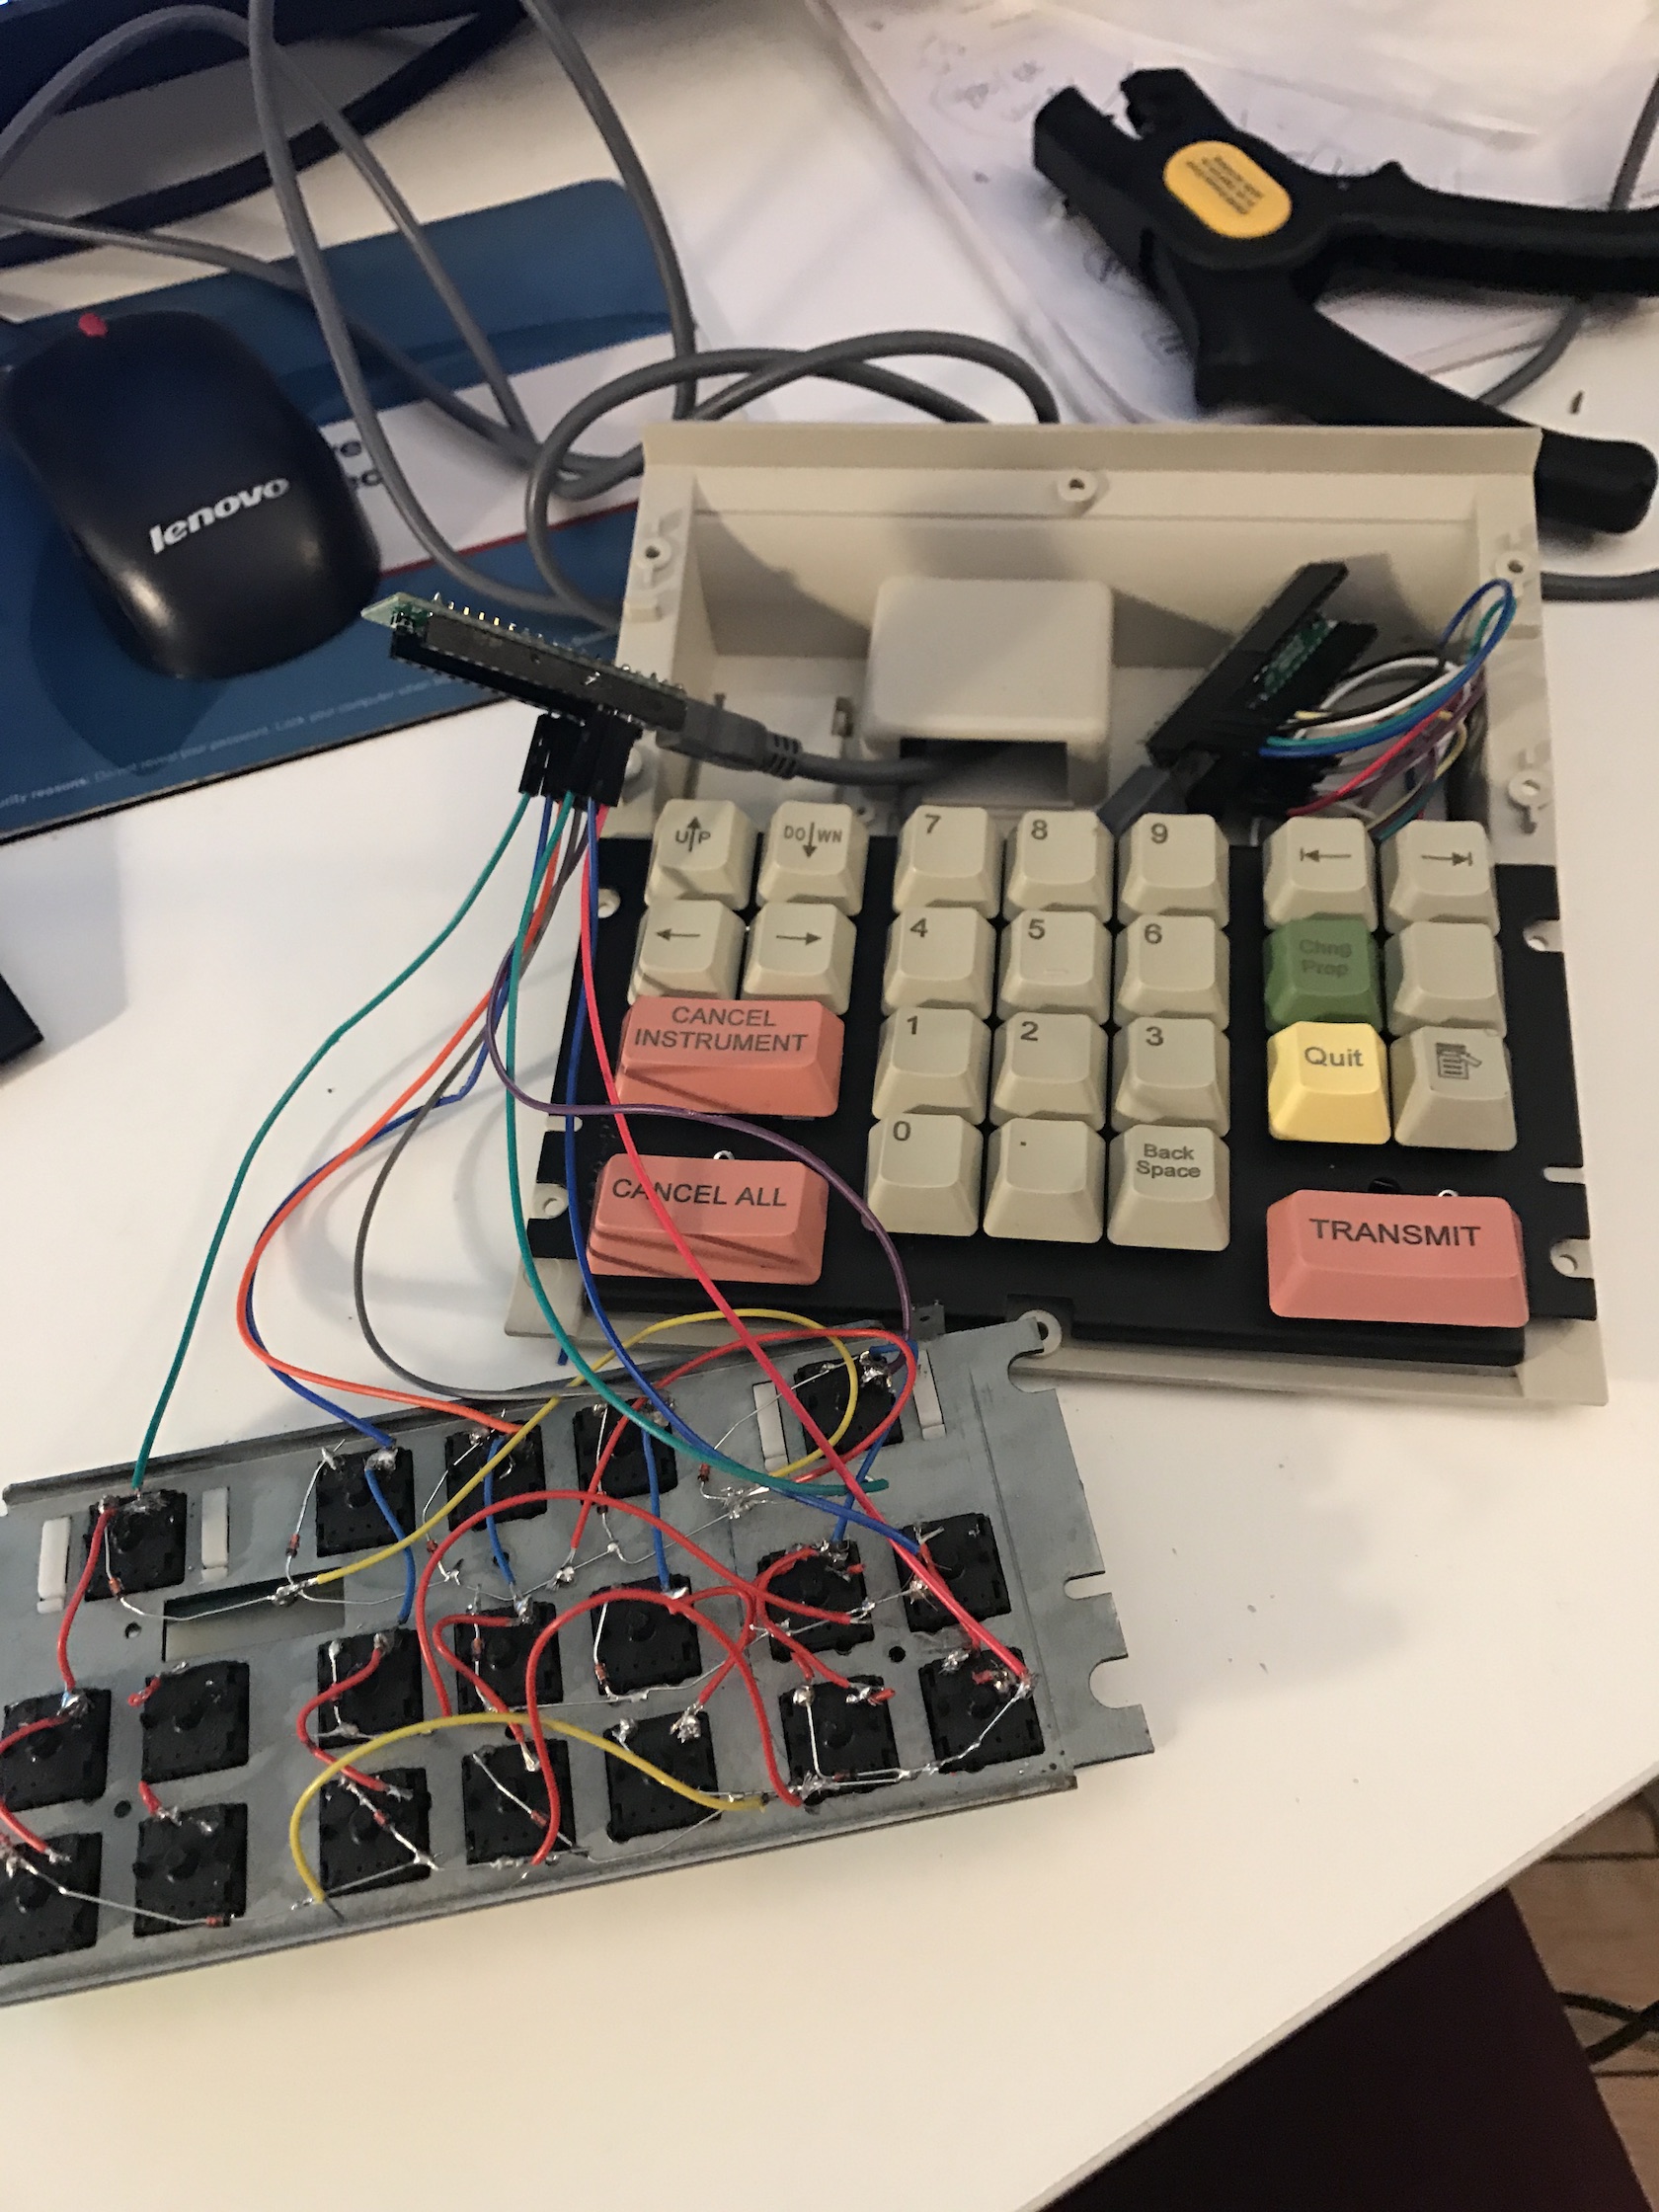 lenovo
UP
DOWN
7
8
9
4
5
6
Chng
Prop
CANCEL
INSTRUMENT
1
2
3
Quit
0
.
Back
Space
CANCEL ALL
TRANSMIT